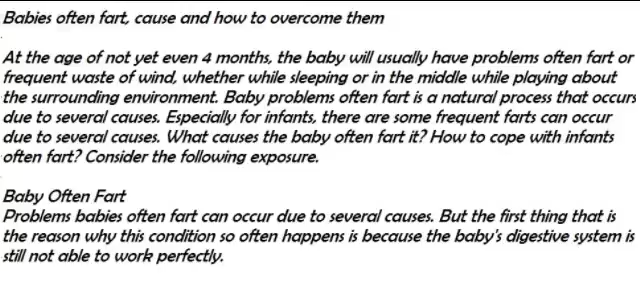 Babies often fart, cause and how to overcome them
At the age of not yet even 4 months, the baby will usually have problems often fart or
frequent waste of wind, whether while sleeping or in the middle while playing about
the surrounding environment. Baby problems often fart is a natural process that occurs
due to several causes. Especially for infants, there are some frequent farts can occur
due to several causes. What causes the baby often fart it? How to cope with infants
often fart? Consider the following exposure.
Baby Often Fart
Problems babies often fart can occur due to several causes. But the first thing that is
the reason why this condition so often happens is because the baby's digestive system is
still not able to work perfectly.